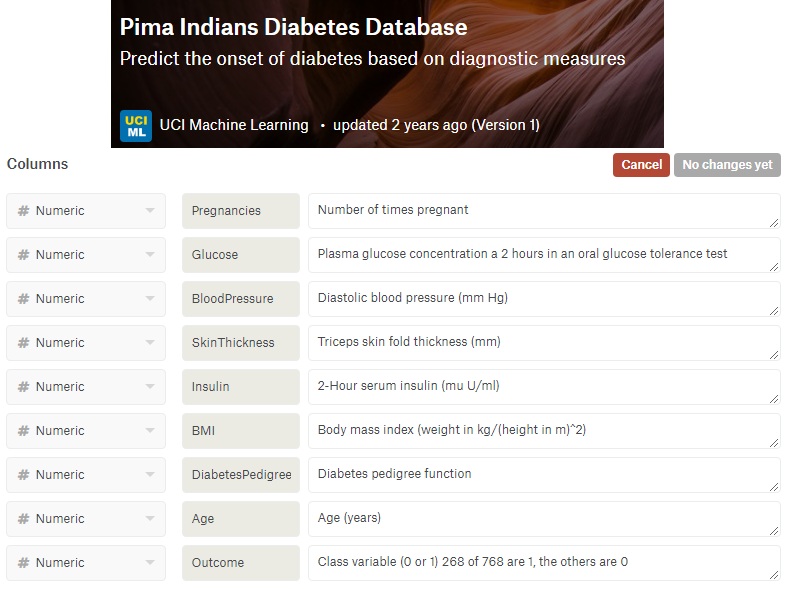 Pima Indians Diabetes Database
Predict the onset of diabetes based on diagnostic measures
UCI
ML
UCI Machine Learning • updated 2 years ago (Version 1)
Columns
Cancel
No changes yet
# Numeric Pregnancies Number of times pregnant
# Numeric Glucose Plasma glucose concentration a 2 hours in an oral glucose tolerance test
# Numeric BloodPressure Diastolic blood pressure (mm Hg)
# Numeric SkinThickness Triceps skin fold thickness (mm)
# Numeric Insulin 2-Hour serum insulin (mu U/ml)
# Numeric BMI Body mass index (weight in kg/(height in m)^2)
# Numeric DiabetesPedigree Diabetes pedigree function
# Numeric Age Age (years)
# Numeric Outcome Class variable (0 or 1) 268 of 768 are 1, the others are 0